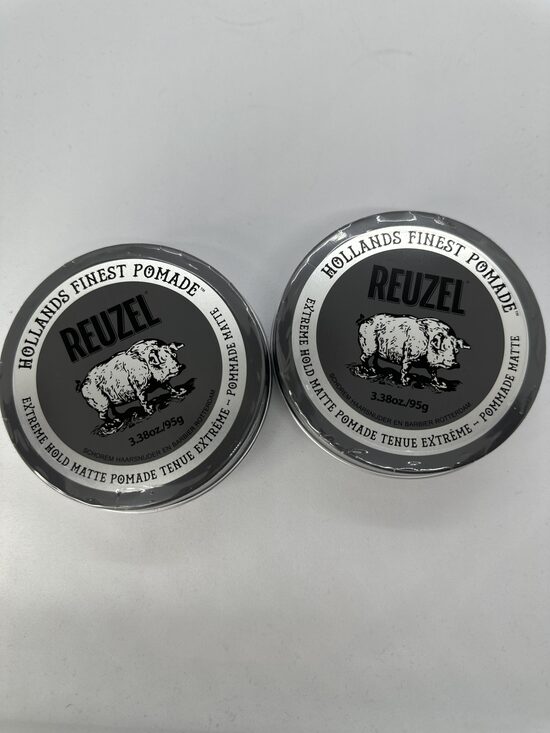 HOLLANDS FINEST POMADE™
REUZEL
3.38oz./95g
SCHOREM HAARSNIJDER EN BARBIER ROTTERDAM
EXTREME HOLD MATTE POMADE TENUE EXTRÊME – POMMADE MATTE
HOLLANDS FINEST POMADE™
REUZEL
3.38oz./95g
SCHOREM HAARSNIJDER EN BARBIER ROTTERDAM
EXTREME HOLD MATTE POMADE TENUE EXTRÊME – POMMADE MATTE